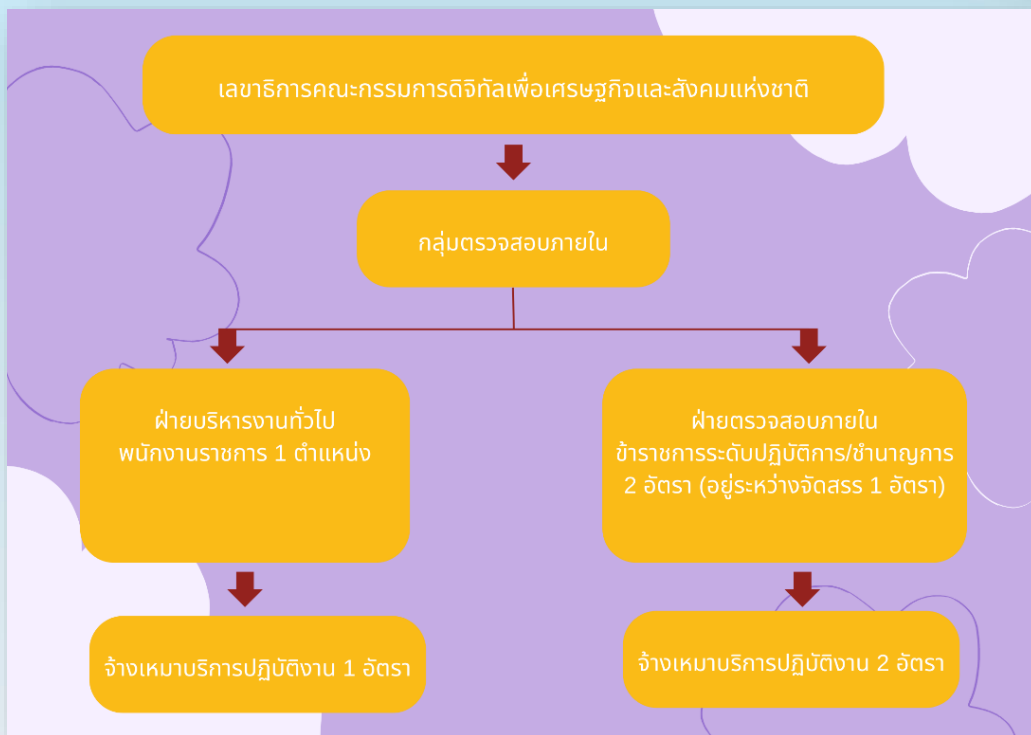 เลขาธิการคณะกรรมการดิจิทัลเพื่อเศรษฐกิจและสังคมแห่งชาติ
กลุ่มตรวจสอบภายใน
ฝ่ายบริหารงานทั่วไป
พนักงานราชการ 1 ตำแหน่ง
ฝ่ายตรวจสอบภายใน
ข้าราชการระดับปฏิบัติการ/ชำนาญการ
2 อัตรา (อยู่ระหว่างจัดสรร 1 อัตรา)
จ้างเหมาบริการปฏิบัติงาน 1 อัตรา
จ้างเหมาบริการปฏิบัติงาน 2 อัตรา